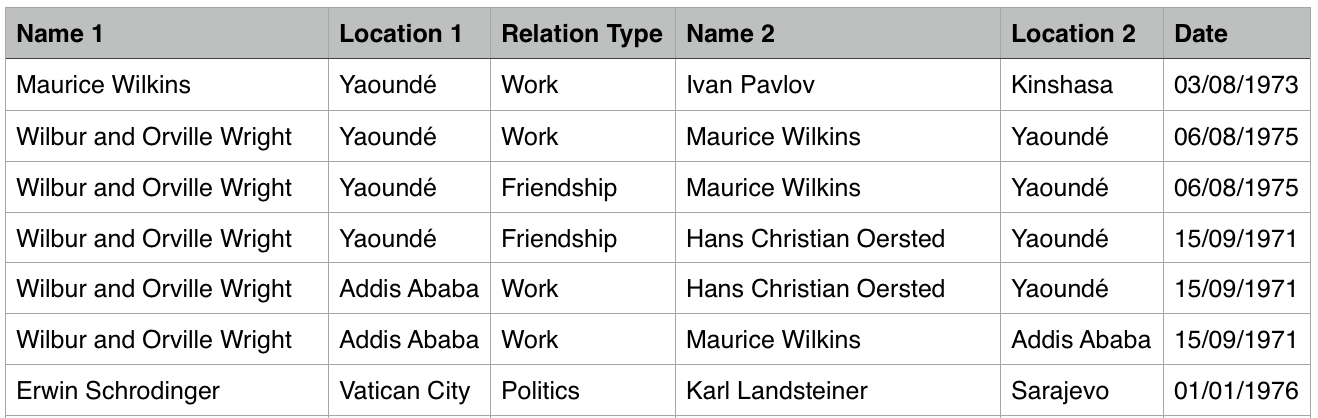 Name 1 Location 1 Relation Type Name 2 Location 2 Date
Maurice Wilkins Yaoundé Work Ivan Pavlov Kinshasa 03/08/1973
Wilbur and Orville Wright Yaoundé Work Maurice Wilkins Yaoundé 06/08/1975
Wilbur and Orville Wright Yaoundé Friendship Maurice Wilkins Yaoundé 06/08/1975
Wilbur and Orville Wright Yaoundé Friendship Hans Christian Oersted Yaoundé 15/09/1971
Wilbur and Orville Wright Addis Ababa Work Hans Christian Oersted Yaoundé 15/09/1971
Wilbur and Orville Wright Addis Ababa Work Maurice Wilkins Addis Ababa 15/09/1971
Erwin Schrodinger Vatican City Politics Karl Landsteiner Sarajevo 01/01/1976